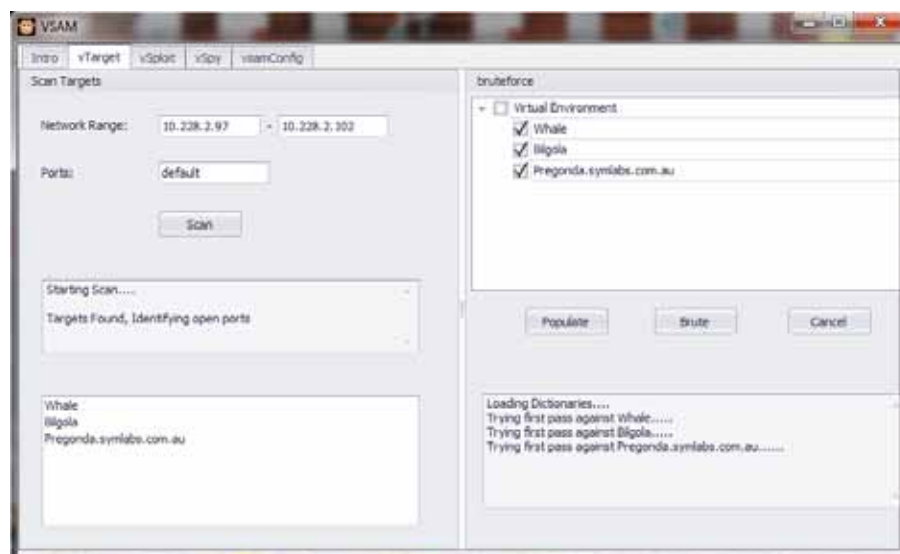 VSAM
Intro vTarget vSploit vSpy vsamConfig
Scan Targets
Network Range: 10.228.2.97 - 10.228.2.102
Ports: default
Scan
Starting Scan....
Targets Found, Identifying open ports
Whale
Bilgola
Pregonda.symlabs.com.au
bruteforce
Virtual Environment
Whale
Bilgola
Pregonda.symlabs.com.au
Populate Brute Cancel
Loading Dictionaries....
Trying first pass against Whale.....
Trying first pass against Bilgola.....
Trying first pass against Pregonda.symlabs.com.au.......